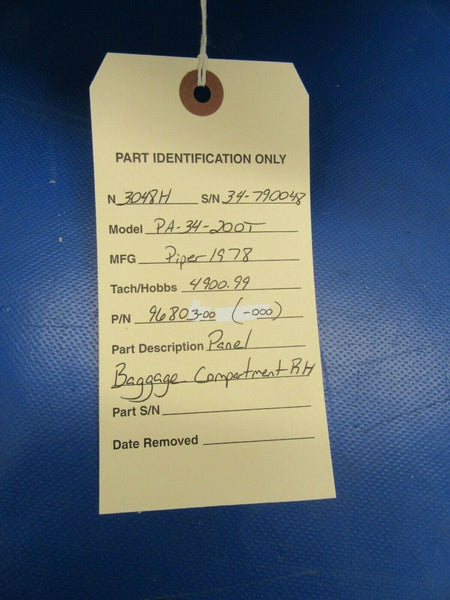 PART IDENTIFICATION ONLY
N 3048H S/N 34-790048
Model PA-34-200T
MFG Piper 1978
Tach/Hobbs 4900.99
P/N 96803-00 (-000)
Part Description Panel
Baggage Compartment RH
Part S/N
Date Removed